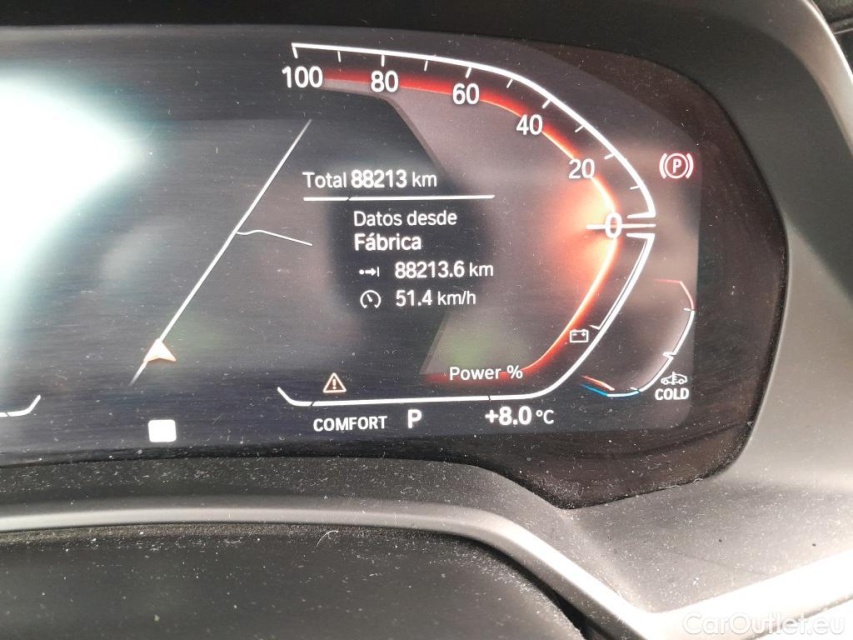 100 80 60 40 20 0
(P)
Total 88213 km
Datos desde
Fábrica
88213.6 km
51.4 km/h
Power %
COLD
COMFORT P +8.0 °C
CarOutlet.eu